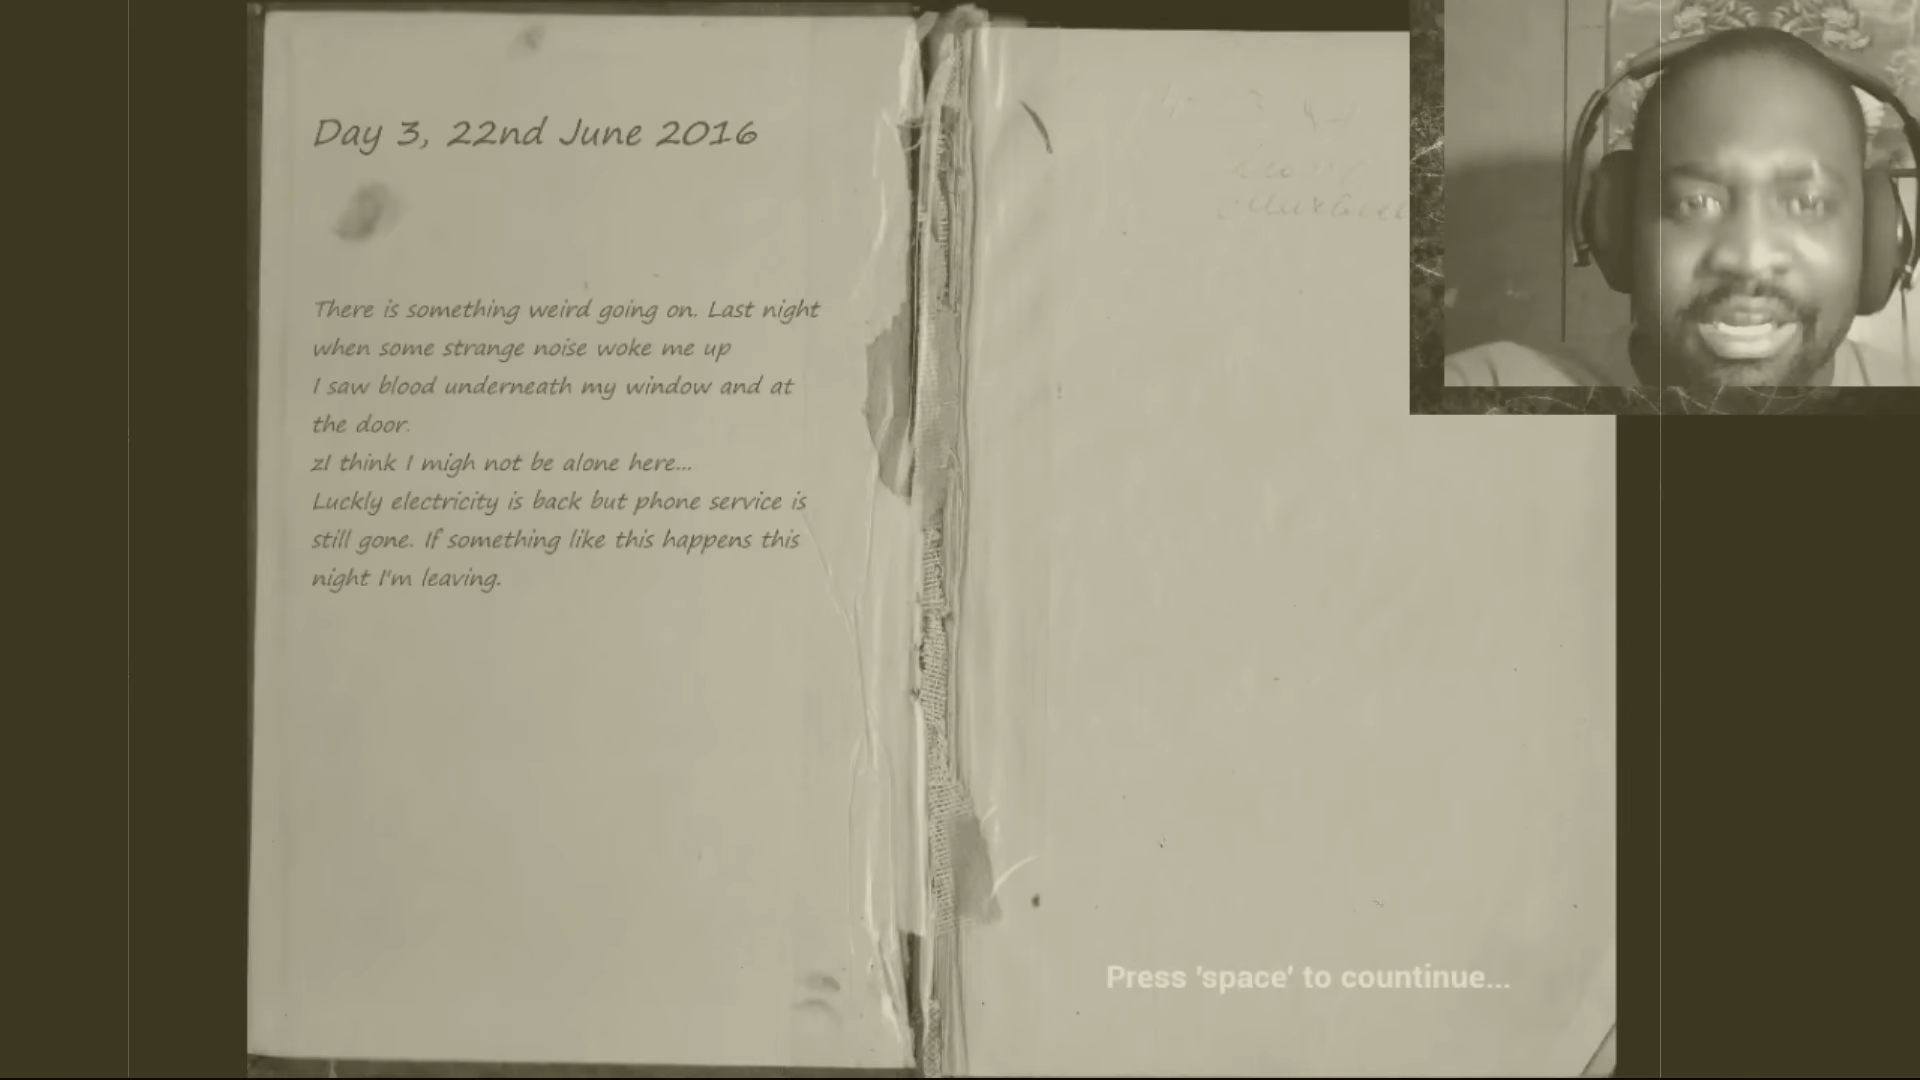 Day 3, 22nd June 2016
There is something weird going on. Last night
when some strange noise woke me up
I saw blood underneath my window and at
the door.
zI think I migh not be alone here...
Luckly electricity is back but phone service is
still gone. If something like this happens this
night I'm leaving.
Press 'space' to countinue...